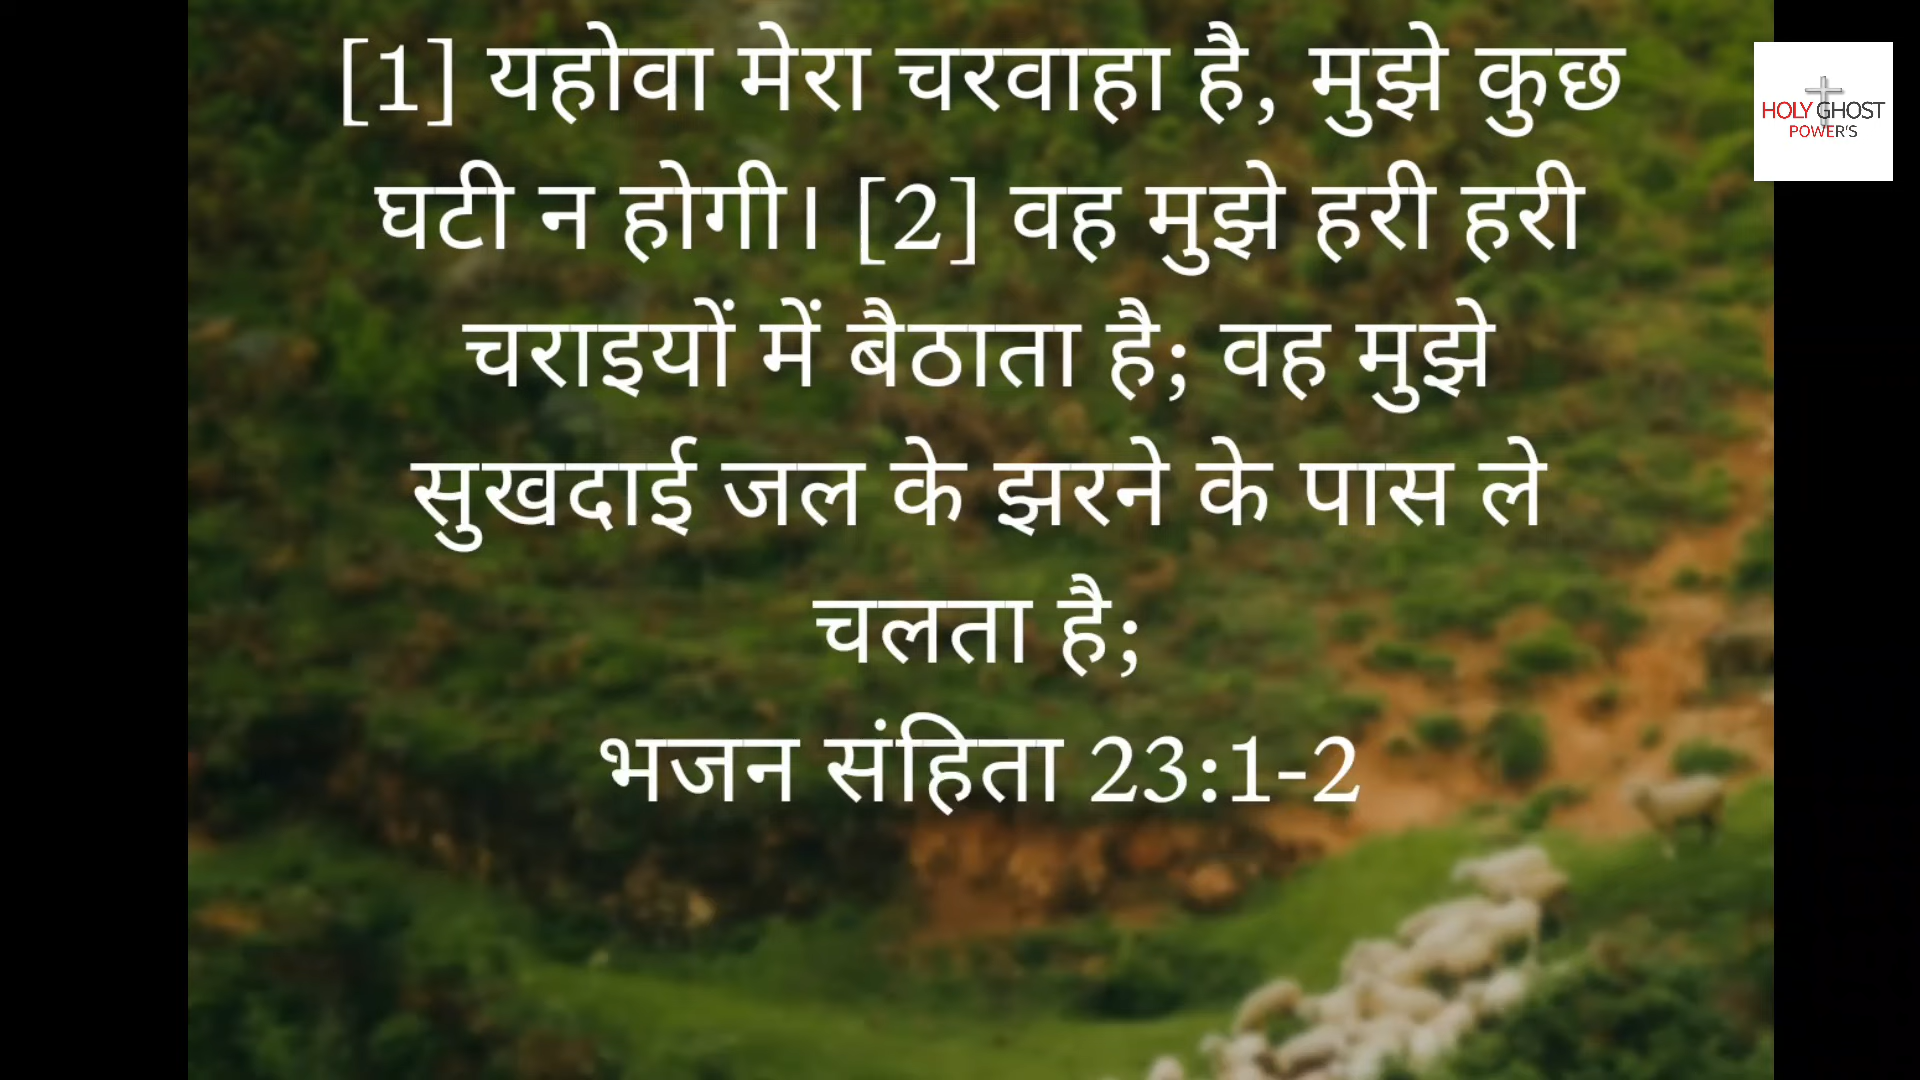 [1] यहोवा मेरा चरवाहा है, मुझे कुछ
घटी न होगी। [2] वह मुझे हरी हरी
चराइयों में बैठाता है; वह मुझे
सुखदाई जल के झरने के पास ले
चलता है;
भजन संहिता 23:1-2
HOLY GHOST
POWER'S